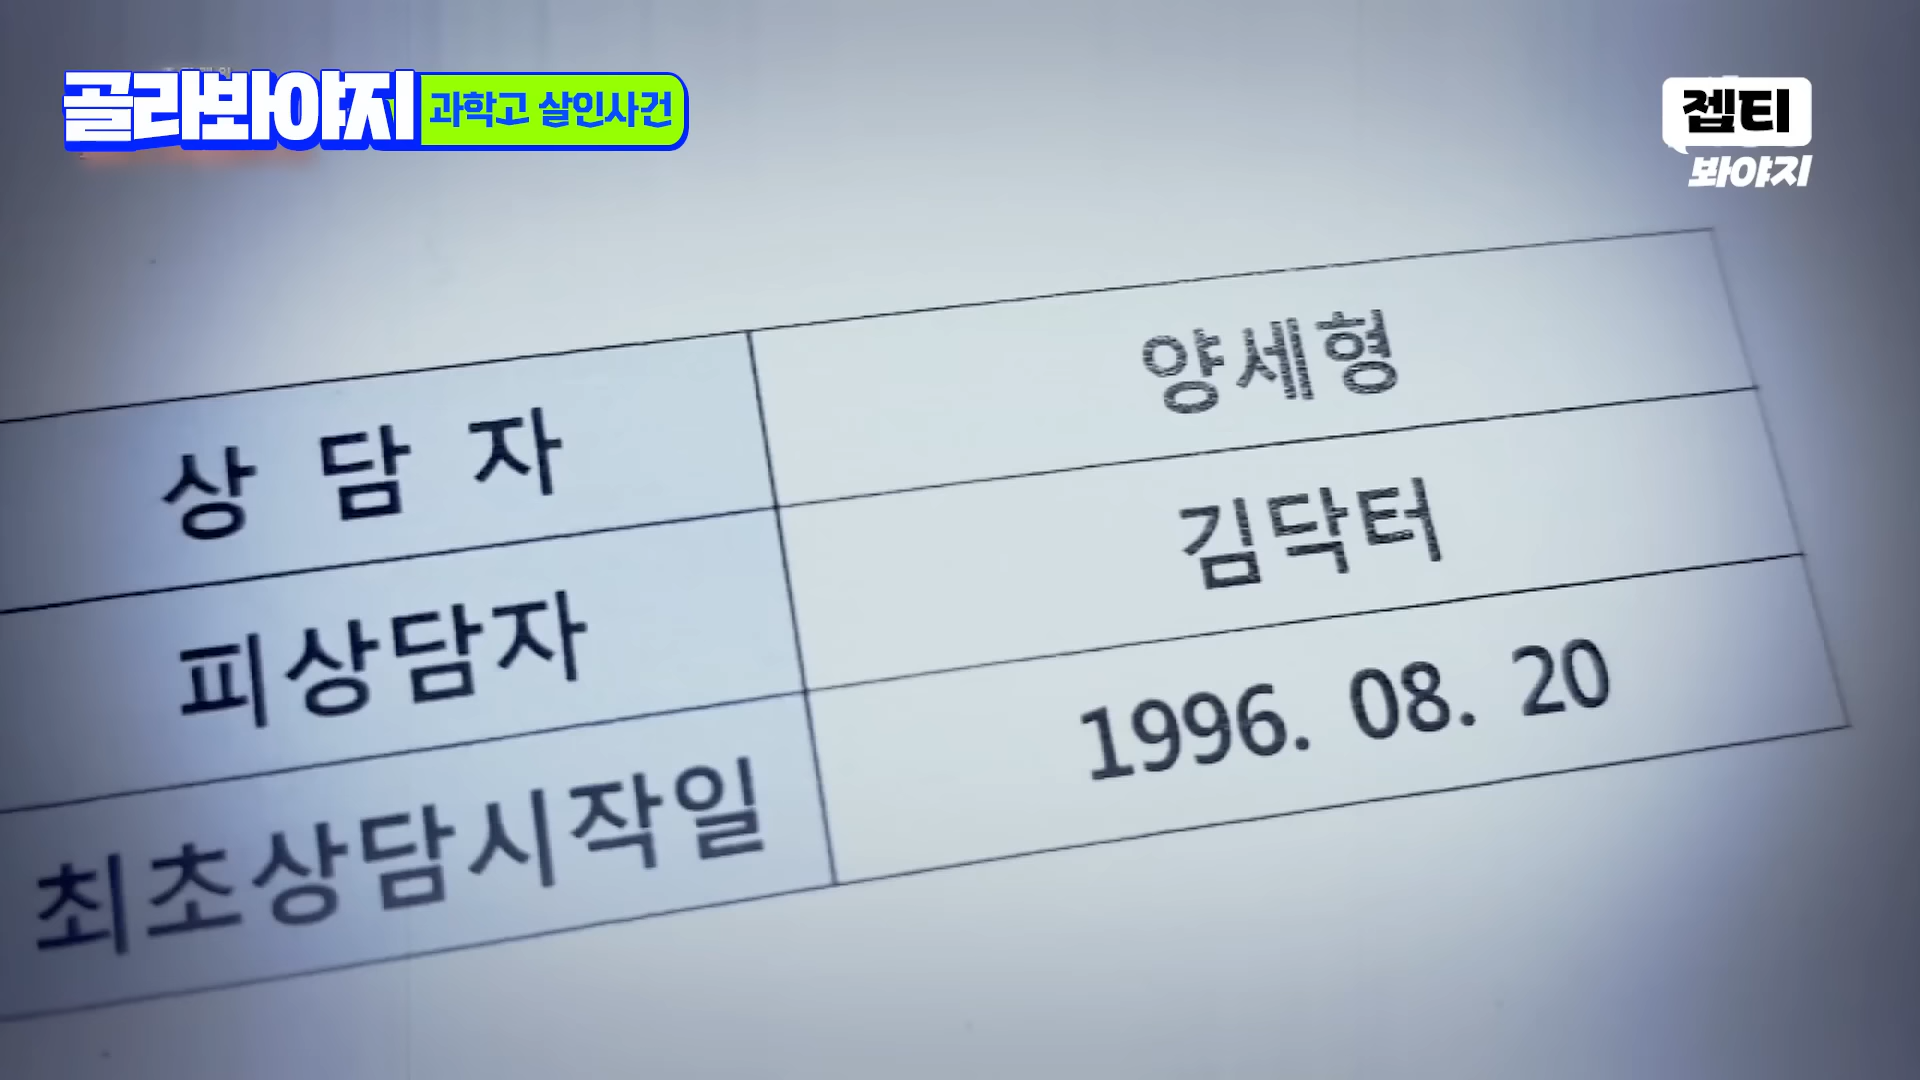 골라봐야지 과학고 살인사건
젭티
봐야지
상 담 자 양세형
피상담자 김닥터
최초상담시작일 1996. 08. 20